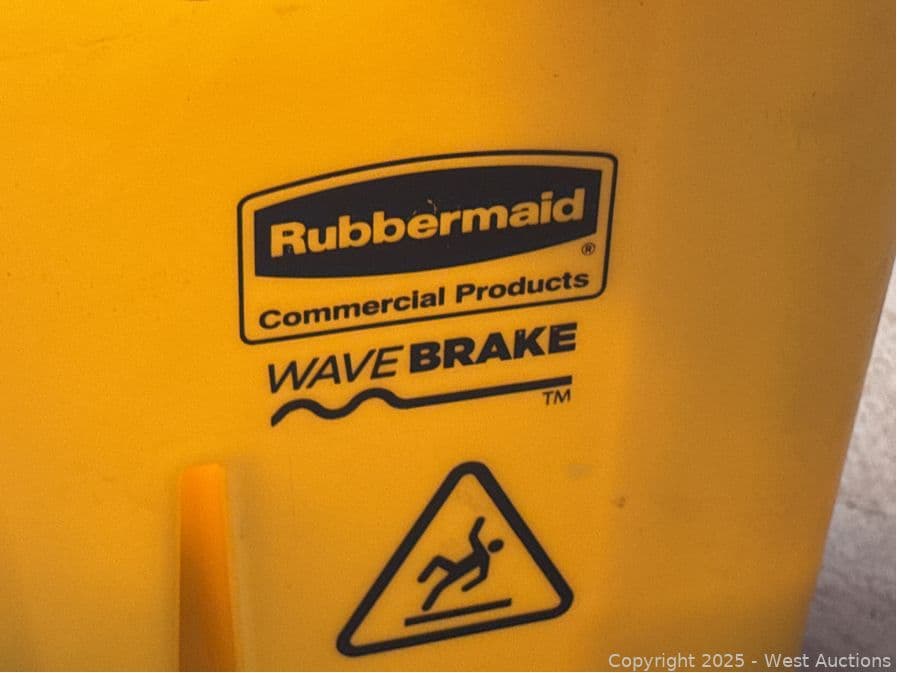 Rubbermaid
®
Commercial Products
WAVE BRAKE
TM
Copyright 2025 - West Auctions